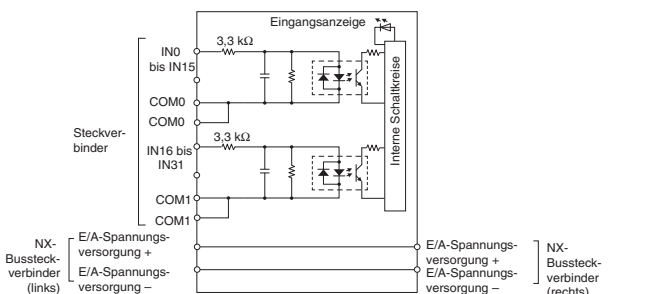 Eingangsanzeige
3,3 kΩ
IN0
bis IN15
COM0
COM0
Steckver-
binder
3,3 kΩ
IN16 bis
IN31
COM1
COM1
Interne Schaltkreise
NX-
Bussteck-
verbinder
(links)
E/A-Spannungs-
versorgung +
E/A-Spannungs-
versorgung –
E/A-Spannungs-
versorgung +
E/A-Spannungs-
versorgung –
NX-
Bussteck-
verbinder
(rechts)